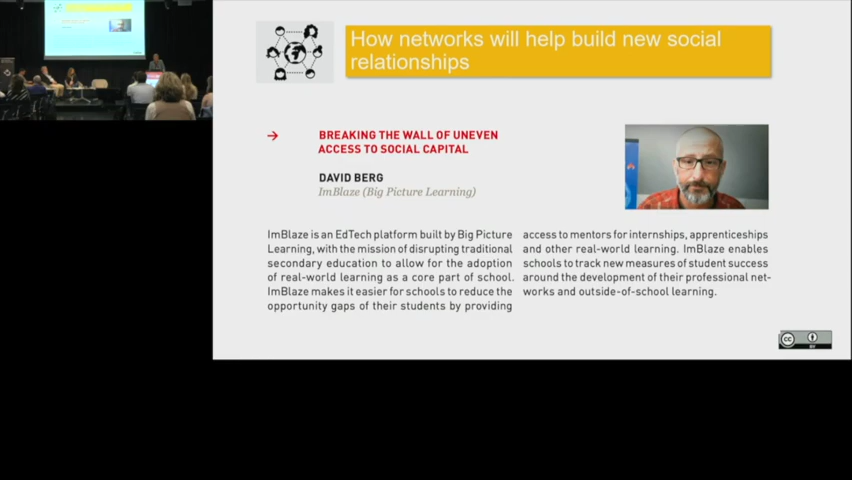 How networks will help build new social
relationships
→ BREAKING THE WALL OF UNEVEN
ACCESS TO SOCIAL CAPITAL
DAVID BERG
ImBlaze (Big Picture Learning)
ImBlaze is an EdTech platform built by Big Picture
Learning, with the mission of disrupting traditional
secondary education to allow for the adoption
of real-world learning as a core part of school.
ImBlaze makes it easier for schools to reduce the
opportunity gaps of their students by providing
access to mentors for internships, apprenticeships
and other real-world learning. ImBlaze enables
schools to track new measures of student success
around the development of their professional net-
works and outside-of-school learning.
cc
BY